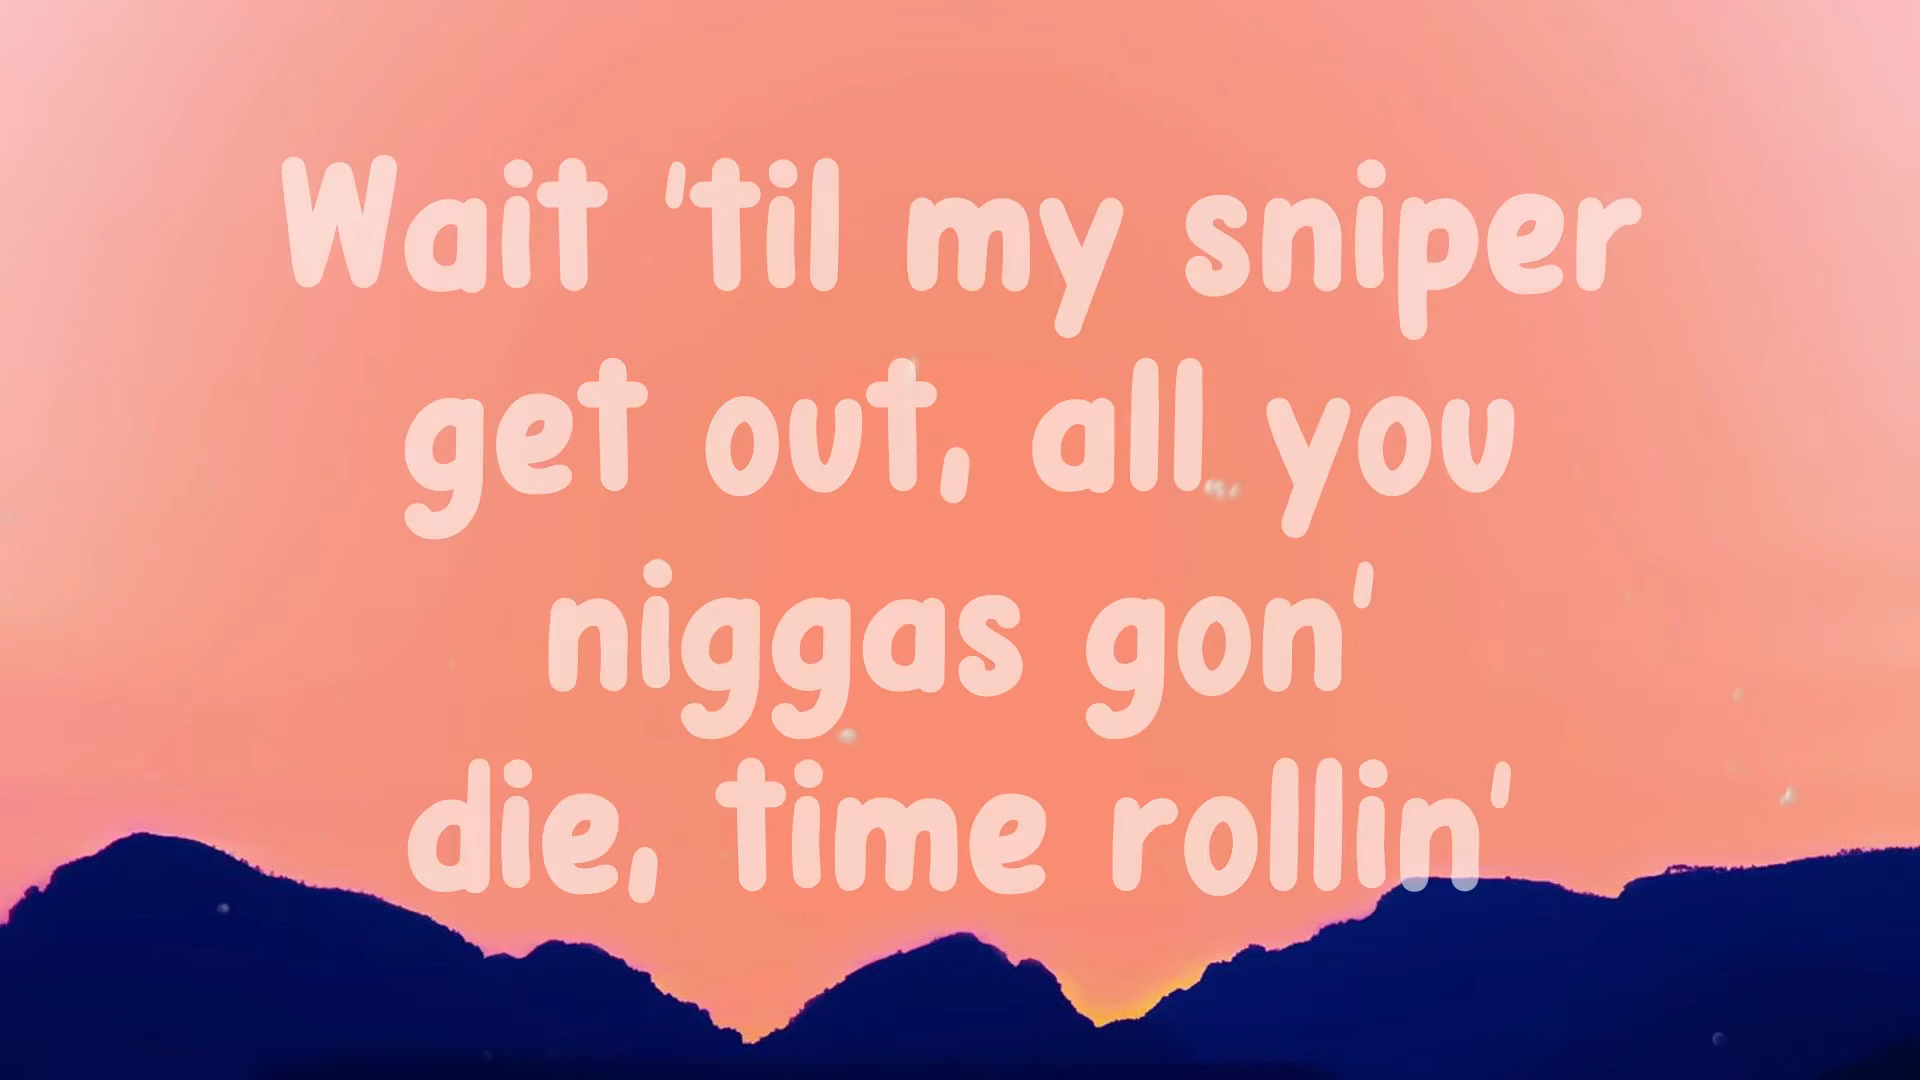 Wait 'til my sniper
get out, all you
niggas gon'
die, time rollin'